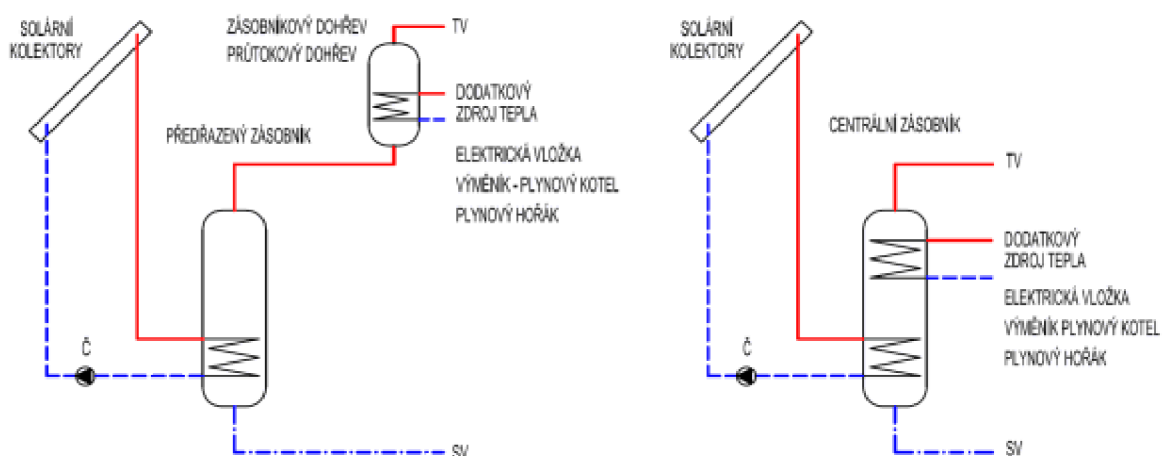 SOLÁRNÍ
KOLEKTORY
ZÁSOBNÍKOVÝ DOHŘEV
PRŮTOKOVÝ DOHŘEV
TV
DODATKOVÝ
ZDROJ TEPLA
PŘEDŘAZENÝ ZÁSOBNÍK
ELEKTRICKÁ VLOŽKA
VÝMĚNÍK - PLYNOVÝ KOTEL
PLYNOVÝ HOŘÁK
Č
SV
SOLÁRNÍ
KOLEKTORY
CENTRÁLNÍ ZÁSOBNÍK
TV
DODATKOVÝ
ZDROJ TEPLA
ELEKTRICKÁ VLOŽKA
VÝMĚNÍK PLYNOVÝ KOTEL
PLYNOVÝ HOŘÁK
Č
SV